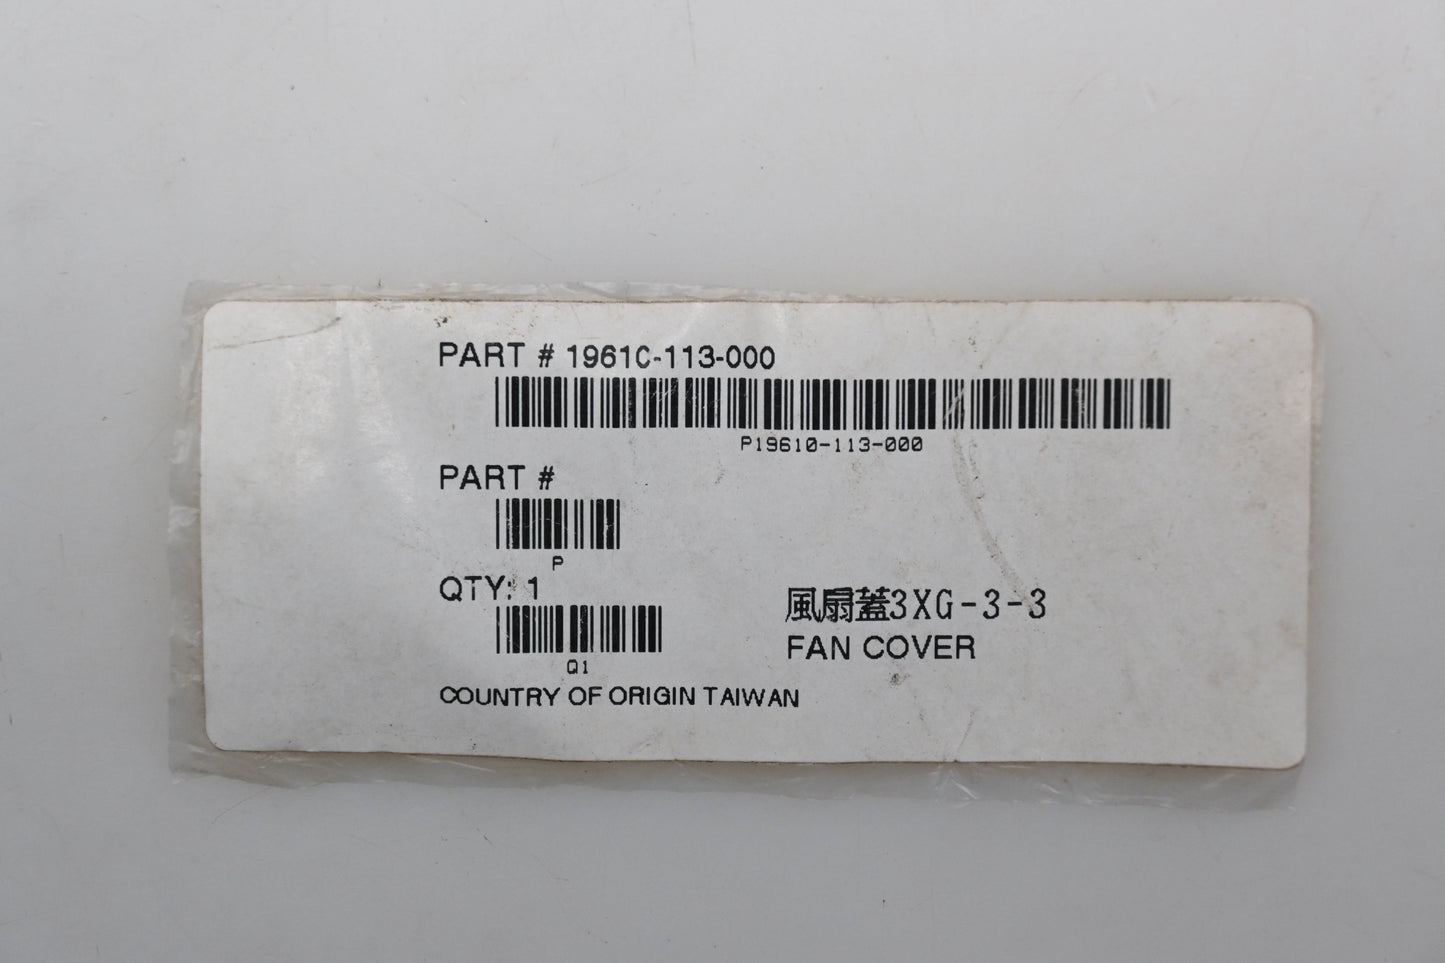 PART # 19610-113-000
P19610-113-000
PART #
P
QTY: 1
Q1
風扇蓋3XG-3-3
FAN COVER
COUNTRY OF ORIGIN TAIWAN